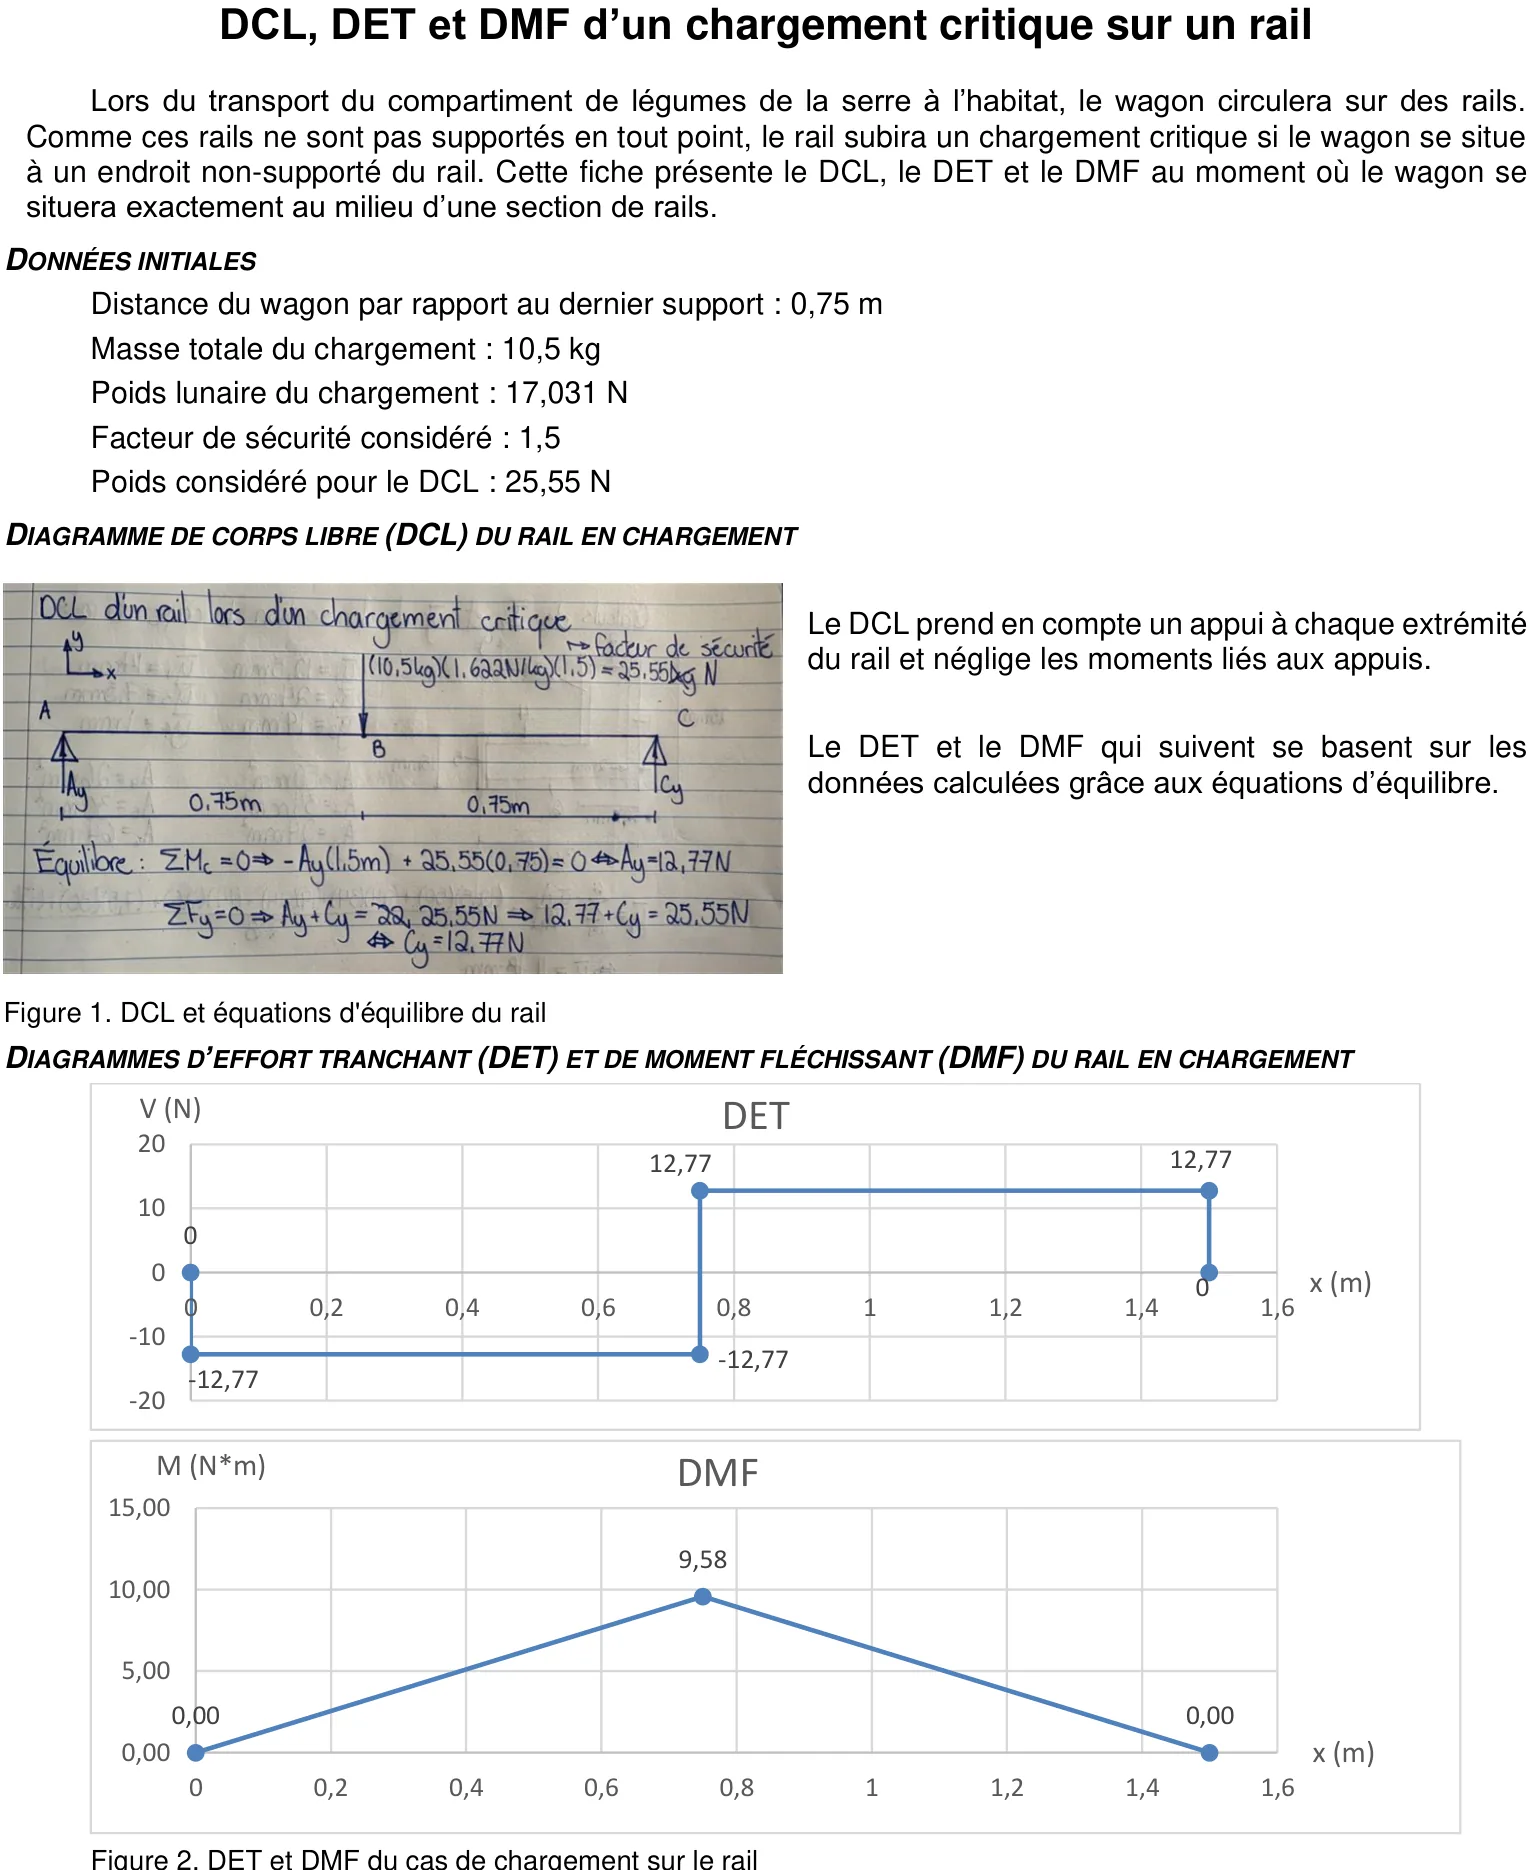 DCL, DET et DMF d’un chargement critique sur un rail
Lors du transport du compartiment de légumes de la serre à l’habitat, le wagon circulera sur des rails.
Comme ces rails ne sont pas supportés en tout point, le rail subira un chargement critique si le wagon se situe
à un endroit non-supporté du rail. Cette fiche présente le DCL, le DET et le DMF au moment où le wagon se
situera exactement au milieu d’une section de rails.
DONNÉES INITIALES
Distance du wagon par rapport au dernier support : 0,75 m
Masse totale du chargement : 10,5 kg
Poids lunaire du chargement : 17,031 N
Facteur de sécurité considéré : 1,5
Poids considéré pour le DCL : 25,55 N
DIAGRAMME DE CORPS LIBRE (DCL) DU RAIL EN CHARGEMENT
DCL d'un rail lors d'un chargement critique
y
↦ facteur de sécurité
x
(10,5kg)(1,622N/kg)(1,5) = 25,55 N
A
C
B
Ay
Cy
0,75m
0,75m
Équilibre : ΣMc = 0 ⇒ - Ay(1,5m) + 25,55(0,75) = 0 ⇔ Ay=12,77N
ΣFy=0 ⇒ Ay + Cy = 25,55N ⇒ 12,77+Cy = 25,55N
⇔ Cy=12,77N
Le DCL prend en compte un appui à chaque extrémité
du rail et néglige les moments liés aux appuis.
Le DET et le DMF qui suivent se basent sur les
données calculées grâce aux équations d’équilibre.
Figure 1. DCL et équations d'équilibre du rail
DIAGRAMMES D’EFFORT TRANCHANT (DET) ET DE MOMENT FLÉCHISSANT (DMF) DU RAIL EN CHARGEMENT
V (N)
DET
20
12,77
12,77
10
0
0
x (m)
0
0
0,2
0,4
0,6
0,8
1
1,2
1,4
1,6
-10
-12,77
-12,77
-20
M (N*m)
DMF
15,00
9,58
10,00
5,00
0,00
0,00
0,00
x (m)
0
0,2
0,4
0,6
0,8
1
1,2
1,4
1,6
Figure 2. DET et DMF du cas de chargement sur le rail